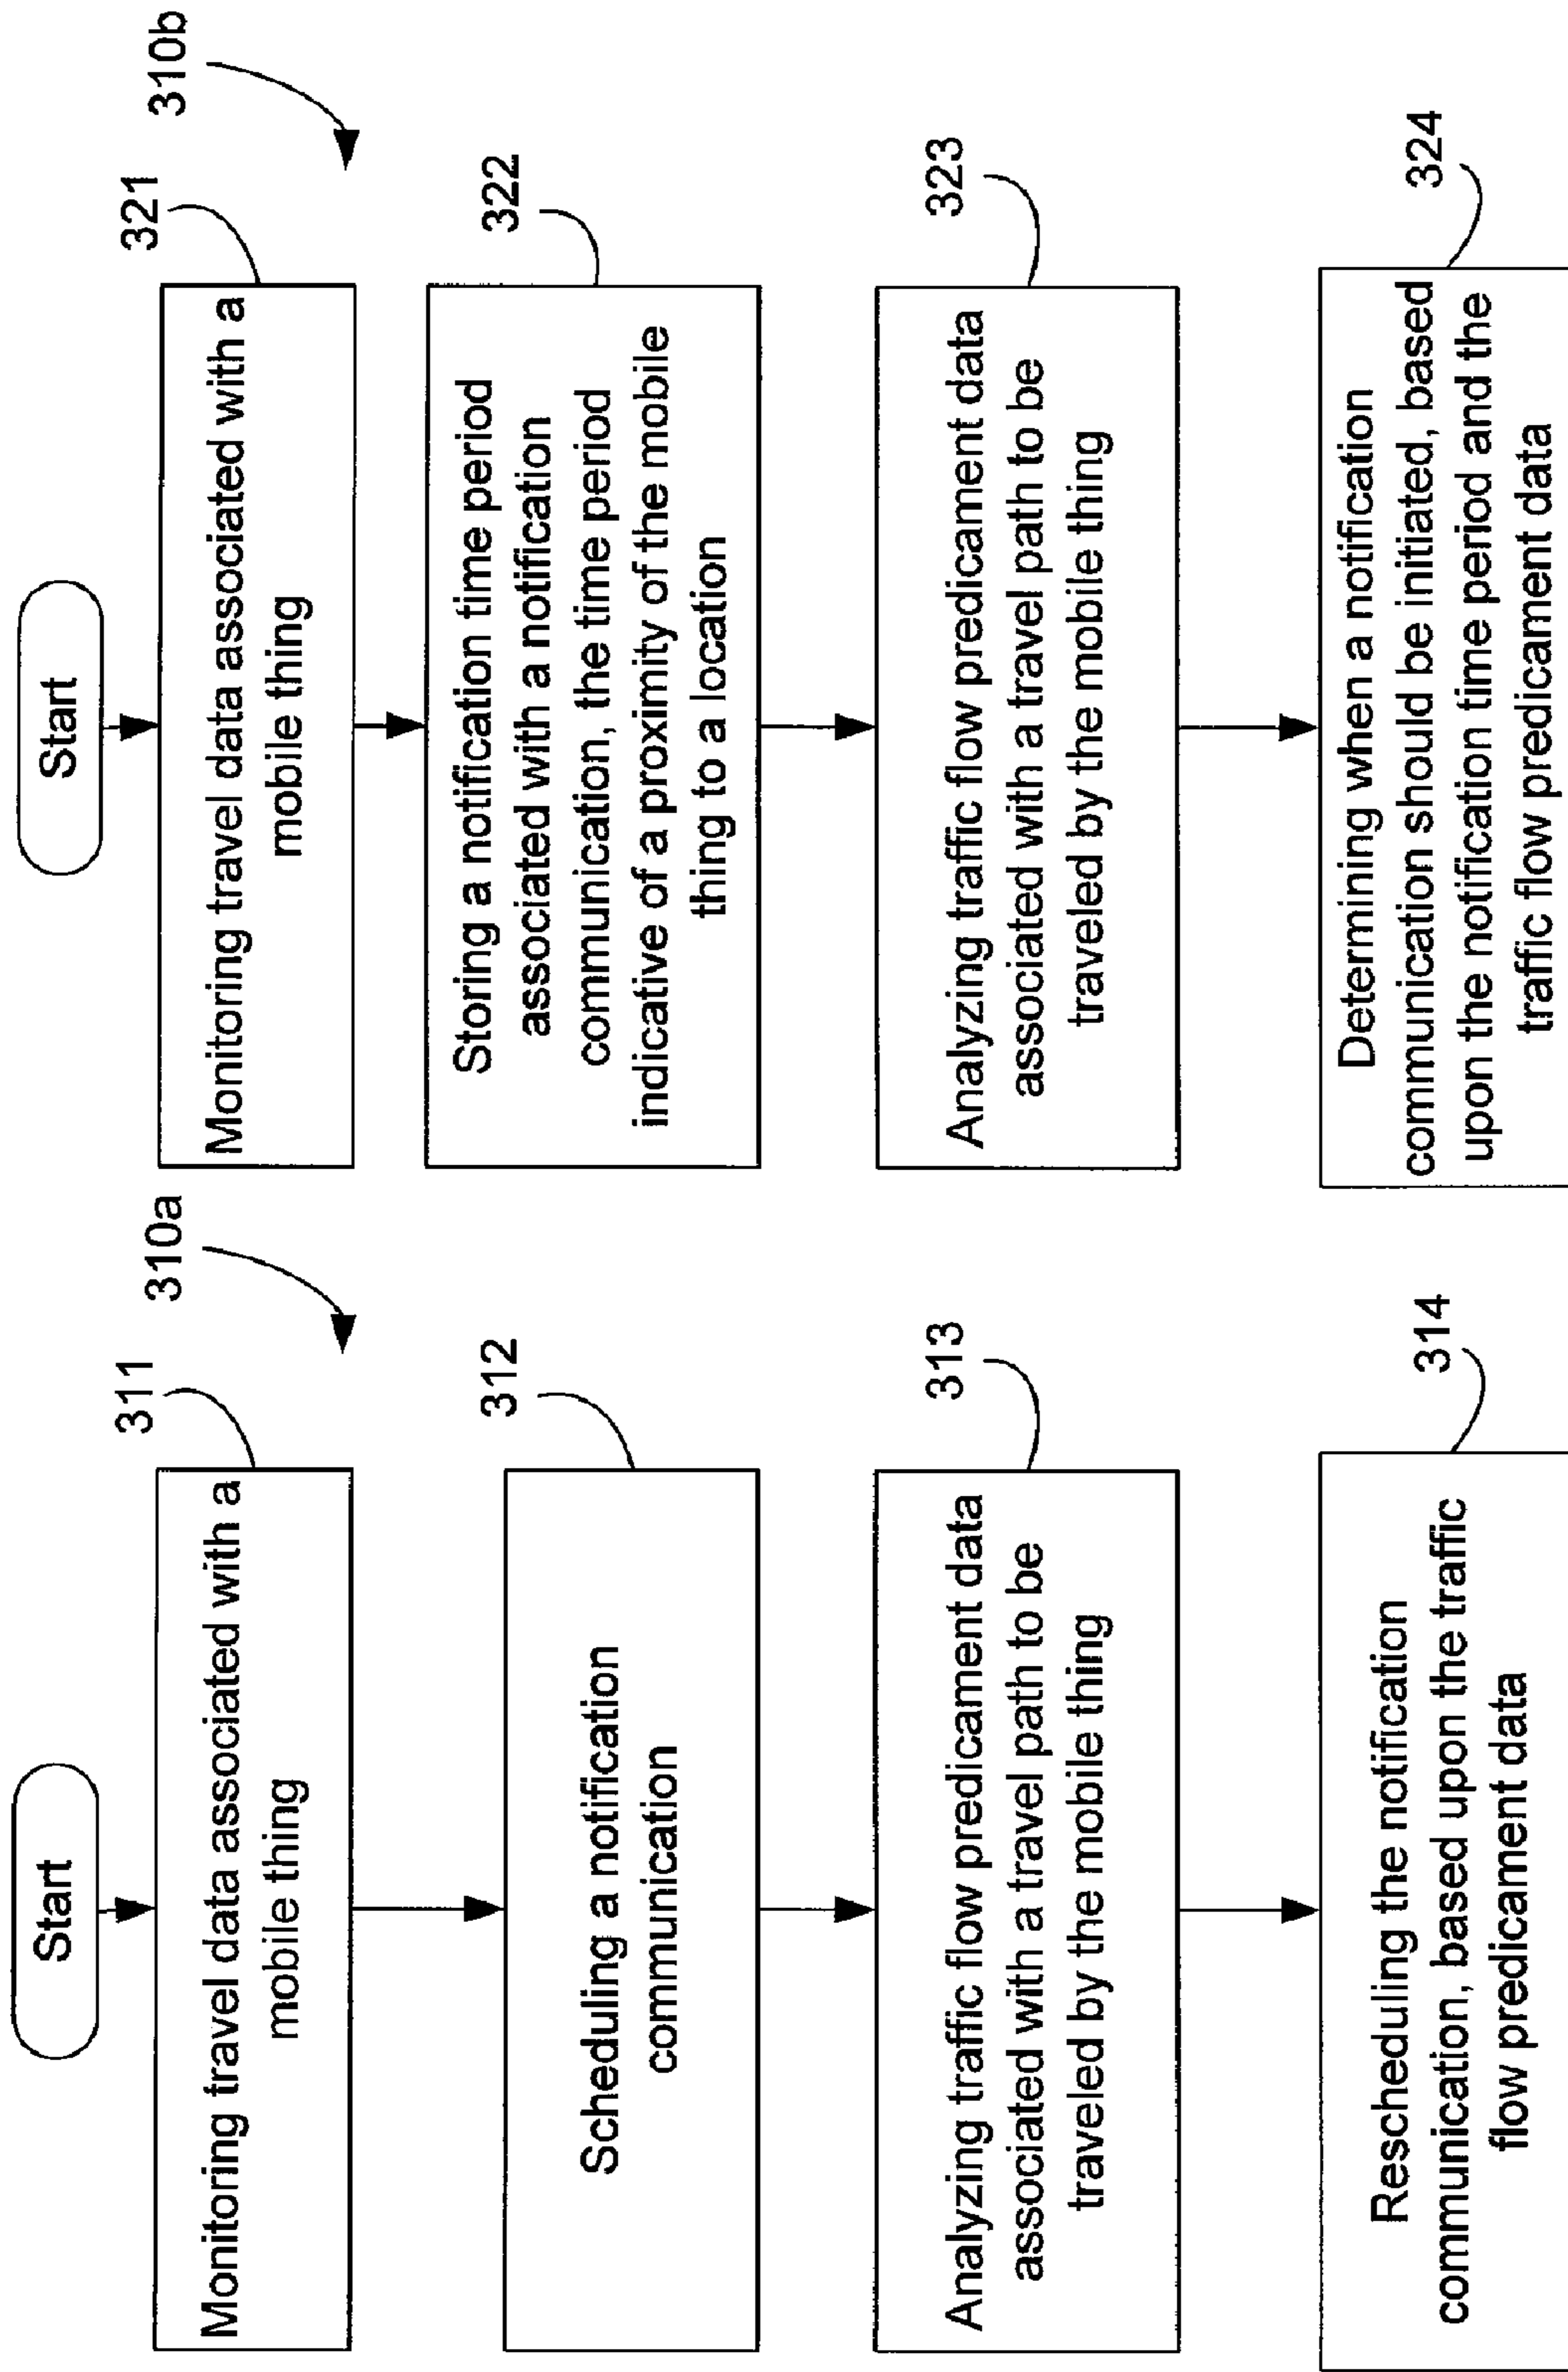 Start
310a
311
Monitoring travel data associated with a
mobile thing
312
Scheduling a notification
communication
313
Analyzing traffic flow predicament data
associated with a travel path to be
traveled by the mobile thing
314
Rescheduling the notification
communication, based upon the traffic
flow predicament data
Start
310b
321
Monitoring travel data associated with a
mobile thing
322
Storing a notification time period
associated with a notification
communication, the time period
indicative of a proximity of the mobile
thing to a location
323
Analyzing traffic flow predicament data
associated with a travel path to be
traveled by the mobile thing
324
Determining when a notification
communication should be initiated, based
upon the notification time period and the
traffic flow predicament data